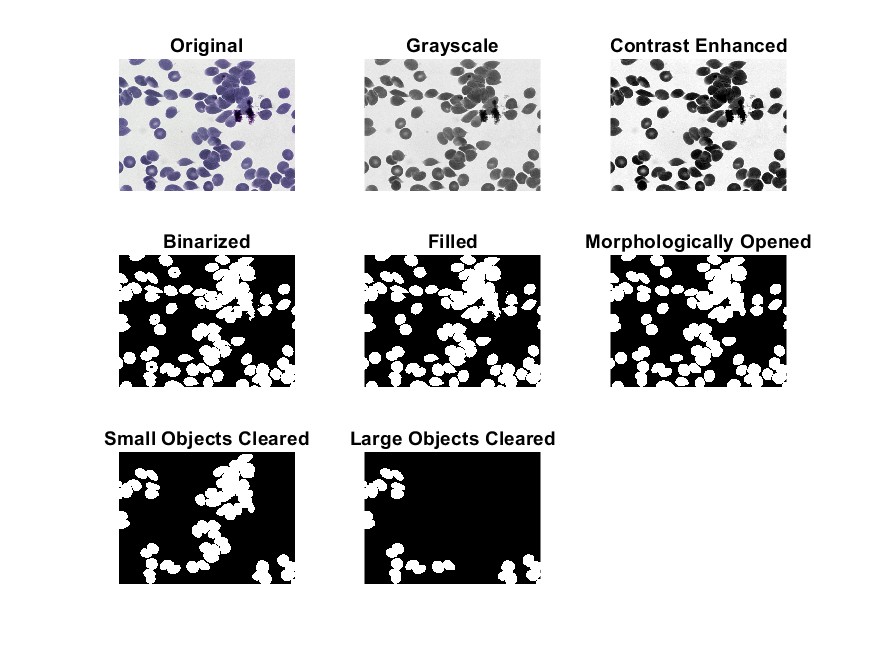 Original
Grayscale
Contrast Enhanced
Binarized
Filled
Morphologically Opened
Small Objects Cleared
Large Objects Cleared